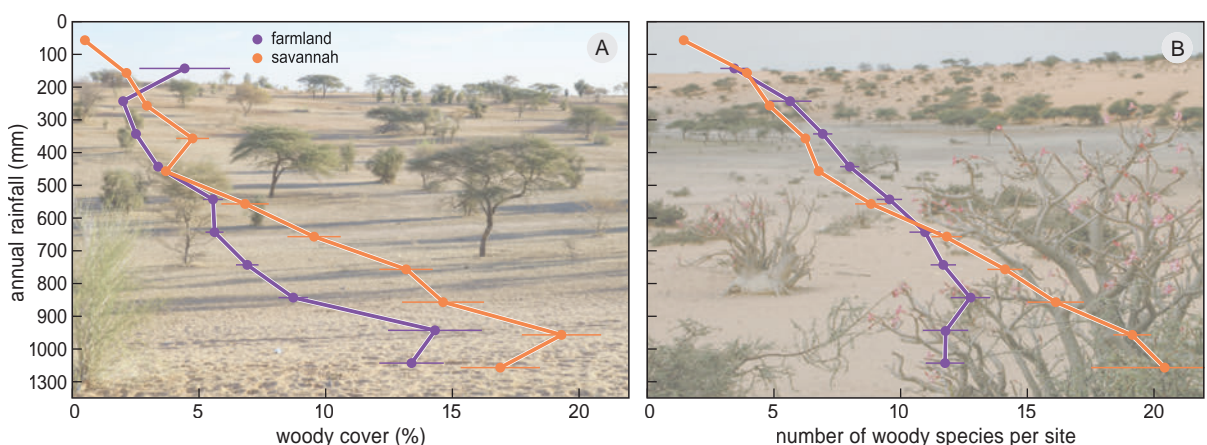 A
B
farmland
savannah
annual rainfall (mm)
0
100
200
300
400
500
600
700
800
900
1000
1300
0 5 10 15 20
woody cover (%)
0 5 10 15 20
number of woody species per site